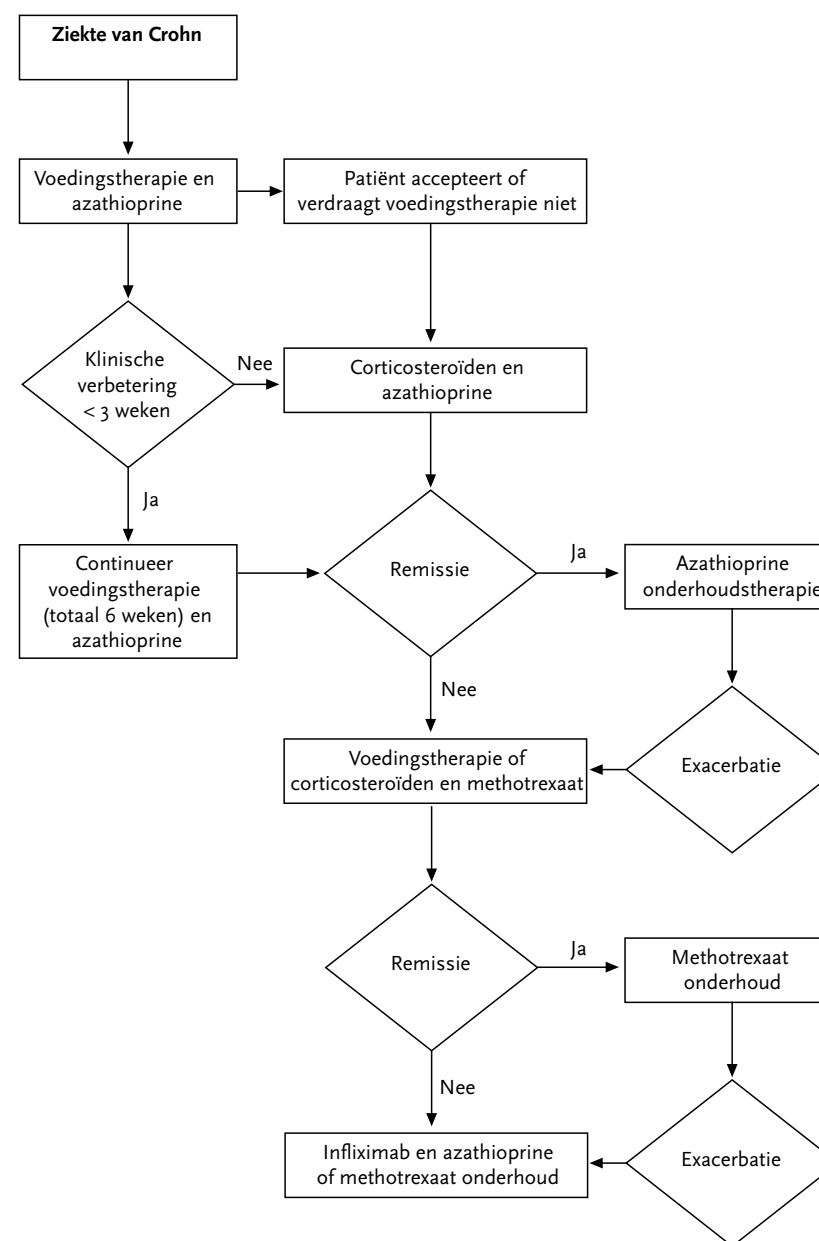 Ziekte van Crohn
Voedingstherapie en
azathioprine
Patiënt accepteert of
verdraagt voedingstherapie niet
Klinische
verbetering
< 3 weken
Nee
Corticosteroïden en
azathioprine
Ja
Continueer
voedingstherapie
(totaal 6 weken) en
azathioprine
Remissie
Ja
Azathioprine
onderhoudstherapie
Nee
Voedingstherapie of
corticosteroïden en methotrexaat
Exacerbatie
Remissie
Ja
Methotrexaat
onderhoud
Nee
Infliximab en azathioprine
of methotrexaat onderhoud
Exacerbatie